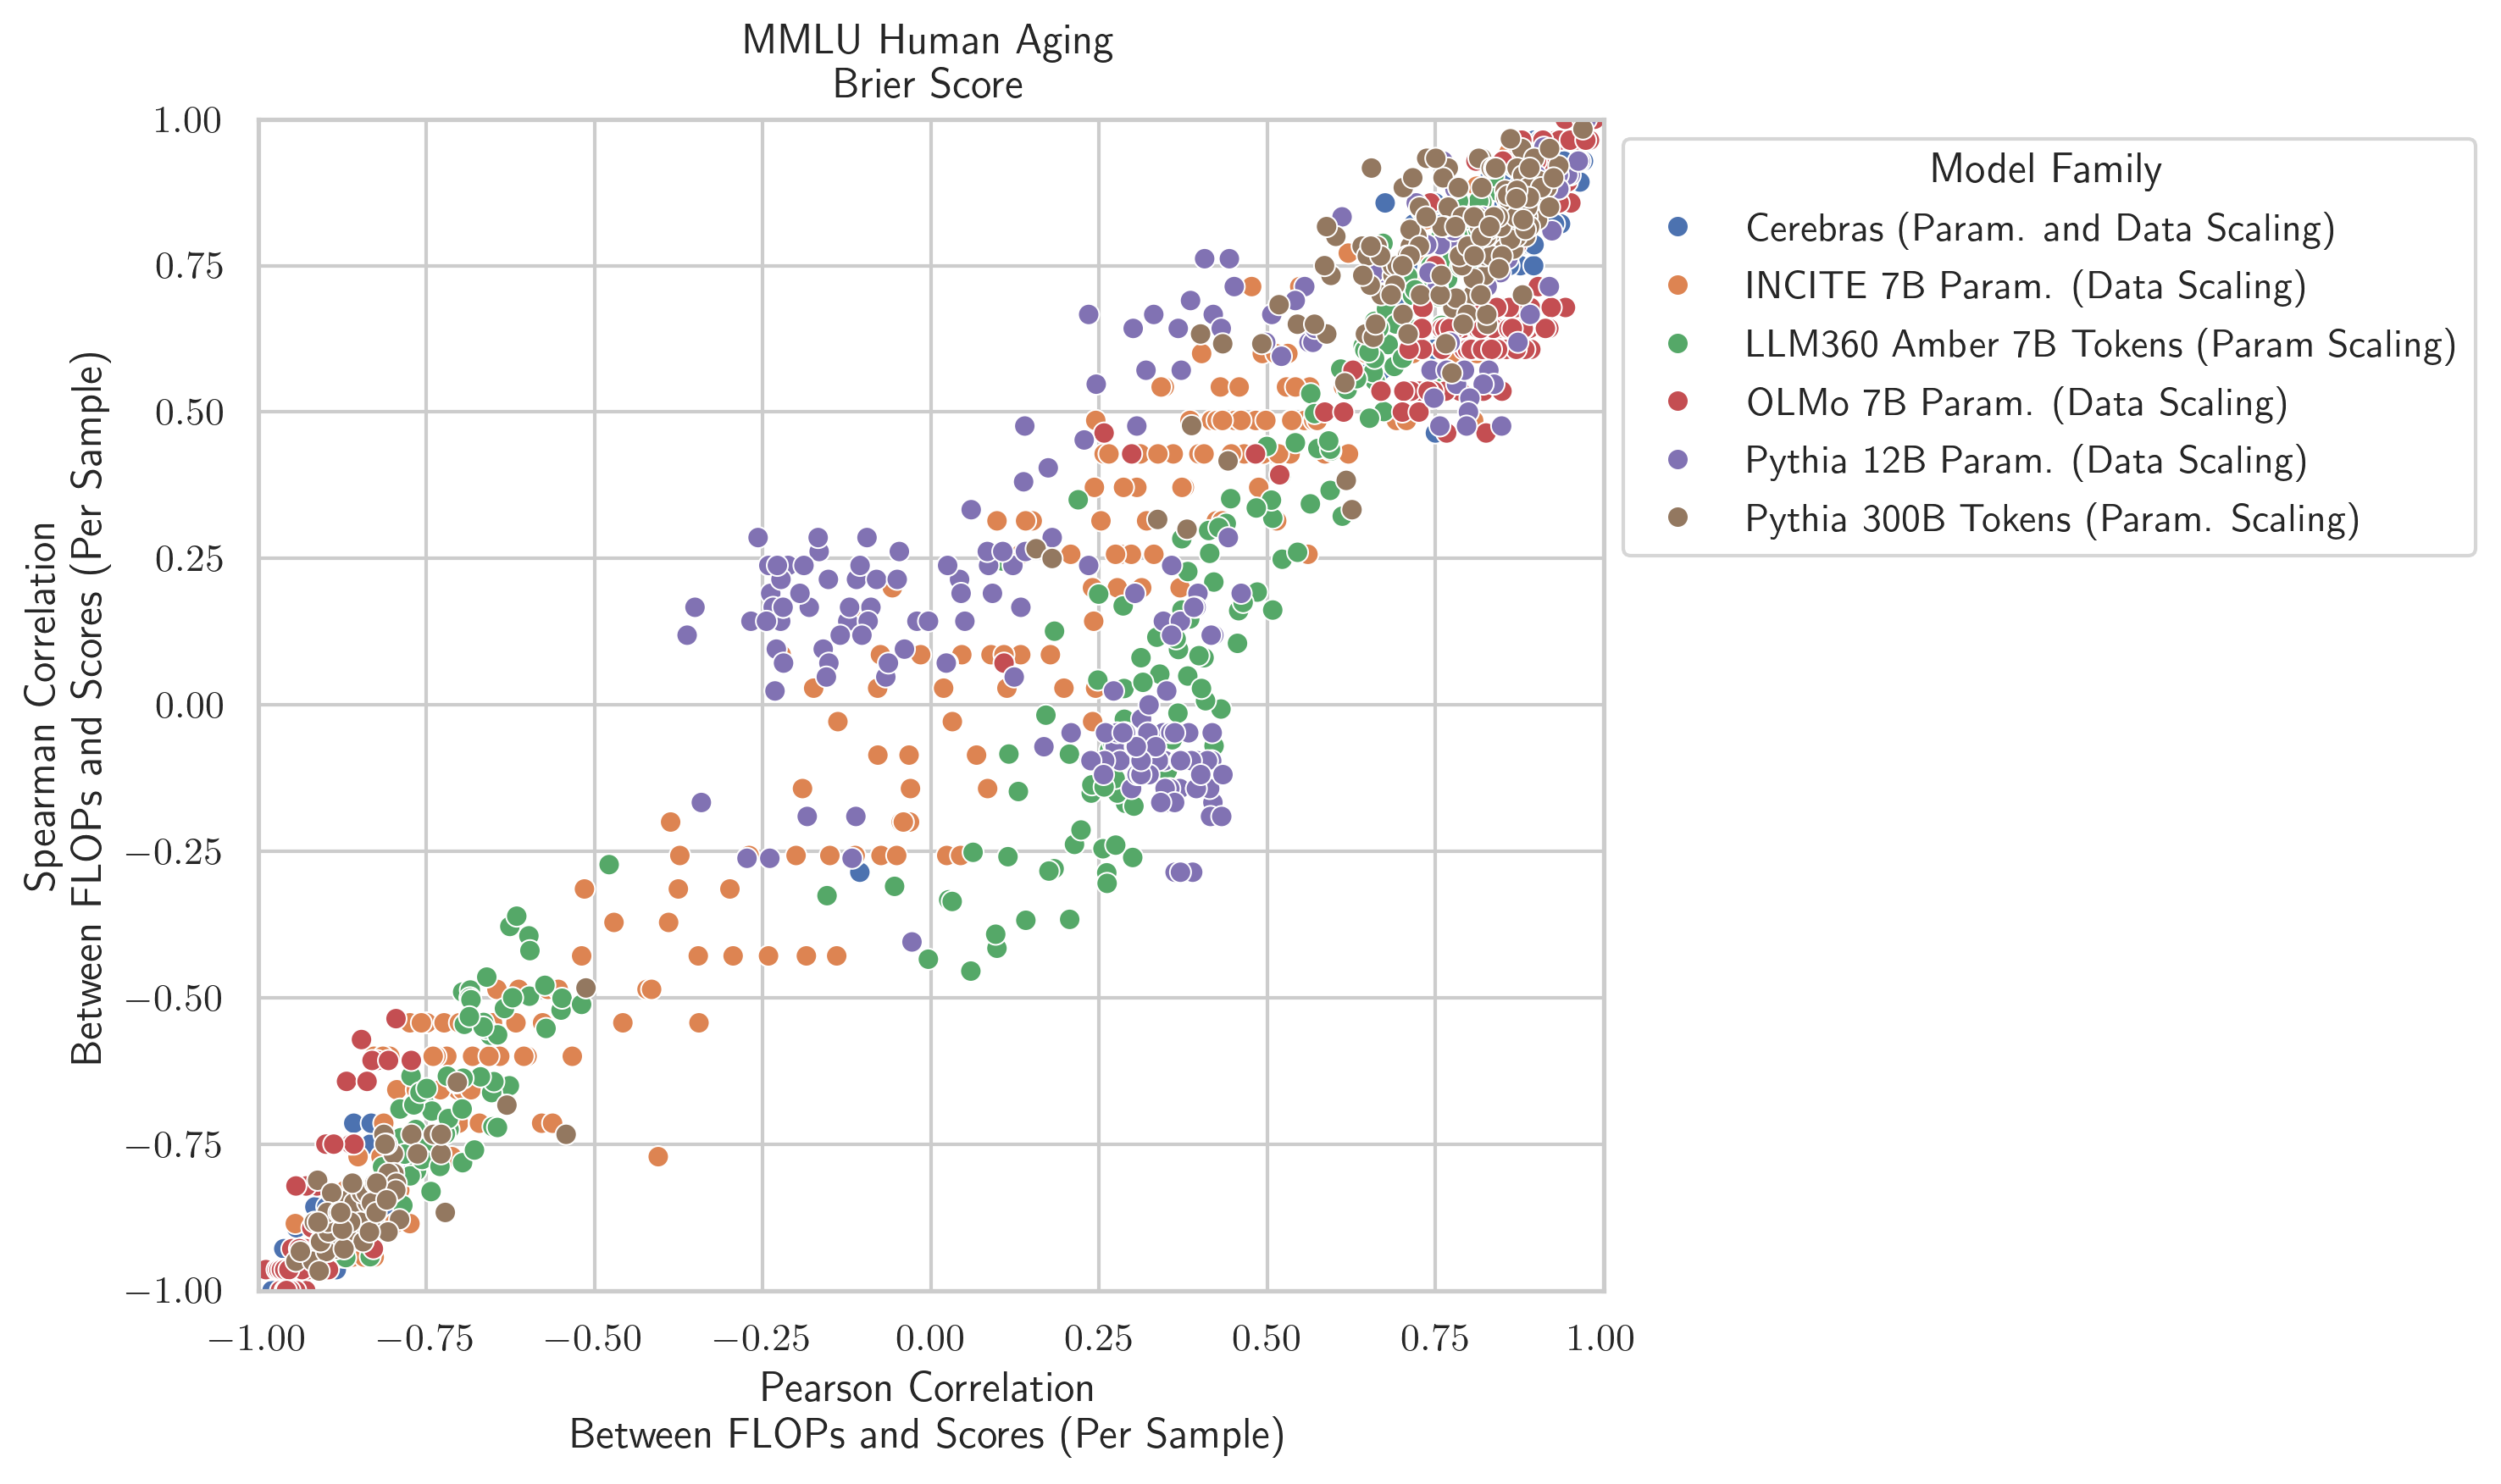 MMLU Human Aging
Brier Score
1.00
0.75
0.50
0.25
0.00
−0.25
−0.50
−0.75
−1.00
Spearman Correlation
Between FLOPs and Scores (Per Sample)
−1.00 −0.75 −0.50 −0.25 0.00 0.25 0.50 0.75 1.00
Pearson Correlation
Between FLOPs and Scores (Per Sample)
Model Family
Cerebras (Param. and Data Scaling)
INCITE 7B Param. (Data Scaling)
LLM360 Amber 7B Tokens (Param Scaling)
OLMo 7B Param. (Data Scaling)
Pythia 12B Param. (Data Scaling)
Pythia 300B Tokens (Param. Scaling)